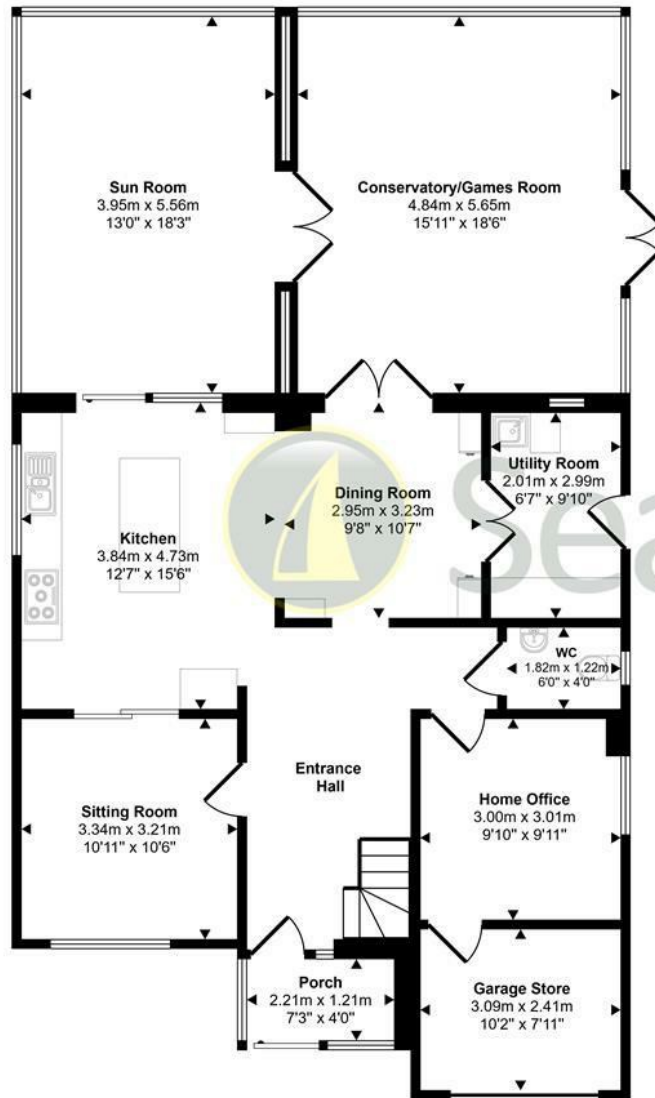 Sun Room
3.95m x 5.56m
13'0" x 18'3"
Conservatory/Games Room
4.84m x 5.65m
15'11" x 18'6"
Kitchen
3.84m x 4.73m
12'7" x 15'6"
Dining Room
2.95m x 3.23m
9'8" x 10'7"
Utility Room
2.01m x 2.99m
6'7" x 9'10"
Sea
WC
1.82m x 1.22m
6'0" x 4'0"
Entrance
Hall
Sitting Room
3.34m x 3.21m
10'11" x 10'6"
Home Office
3.00m x 3.01m
9'10" x 9'11"
Porch
2.21m x 1.21m
7'3" x 4'0"
Garage Store
3.09m x 2.41m
10'2" x 7'11"